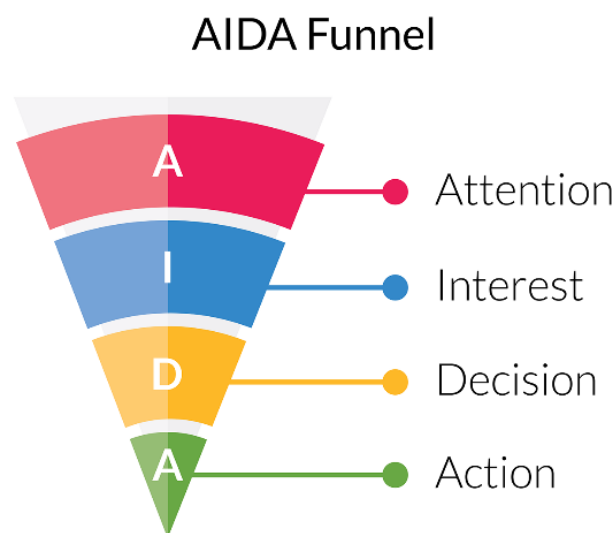 AIDA Funnel
A
Attention
I
Interest
D
Decision
A
Action